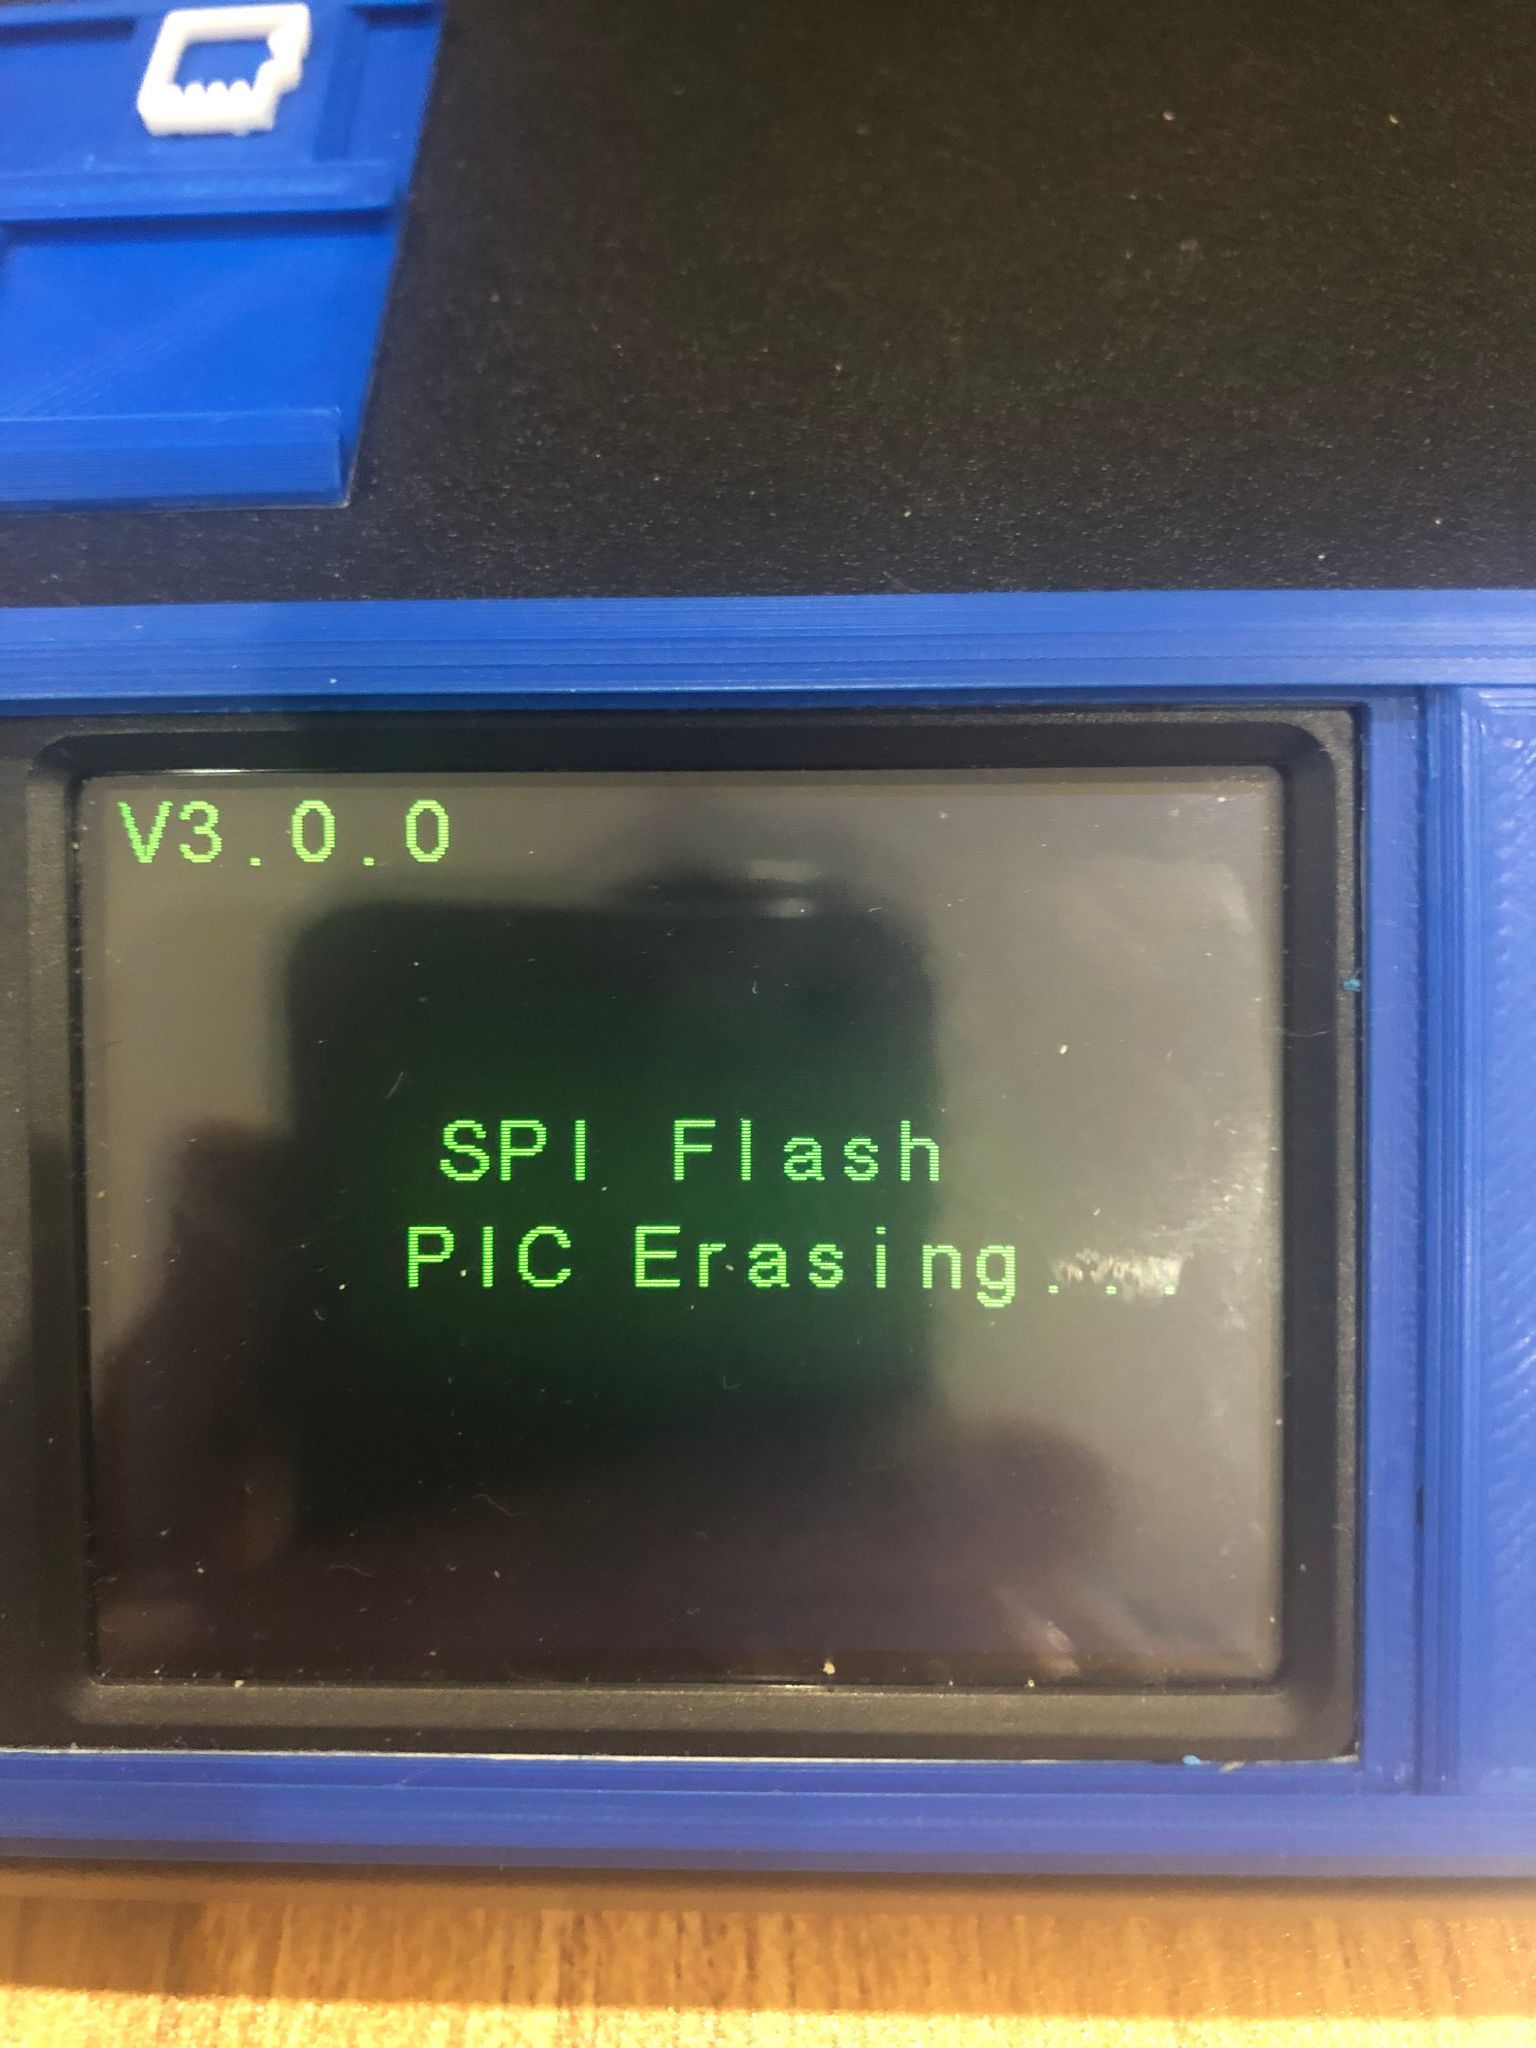 V3.0.0
SPI Flash
PIC Erasing...